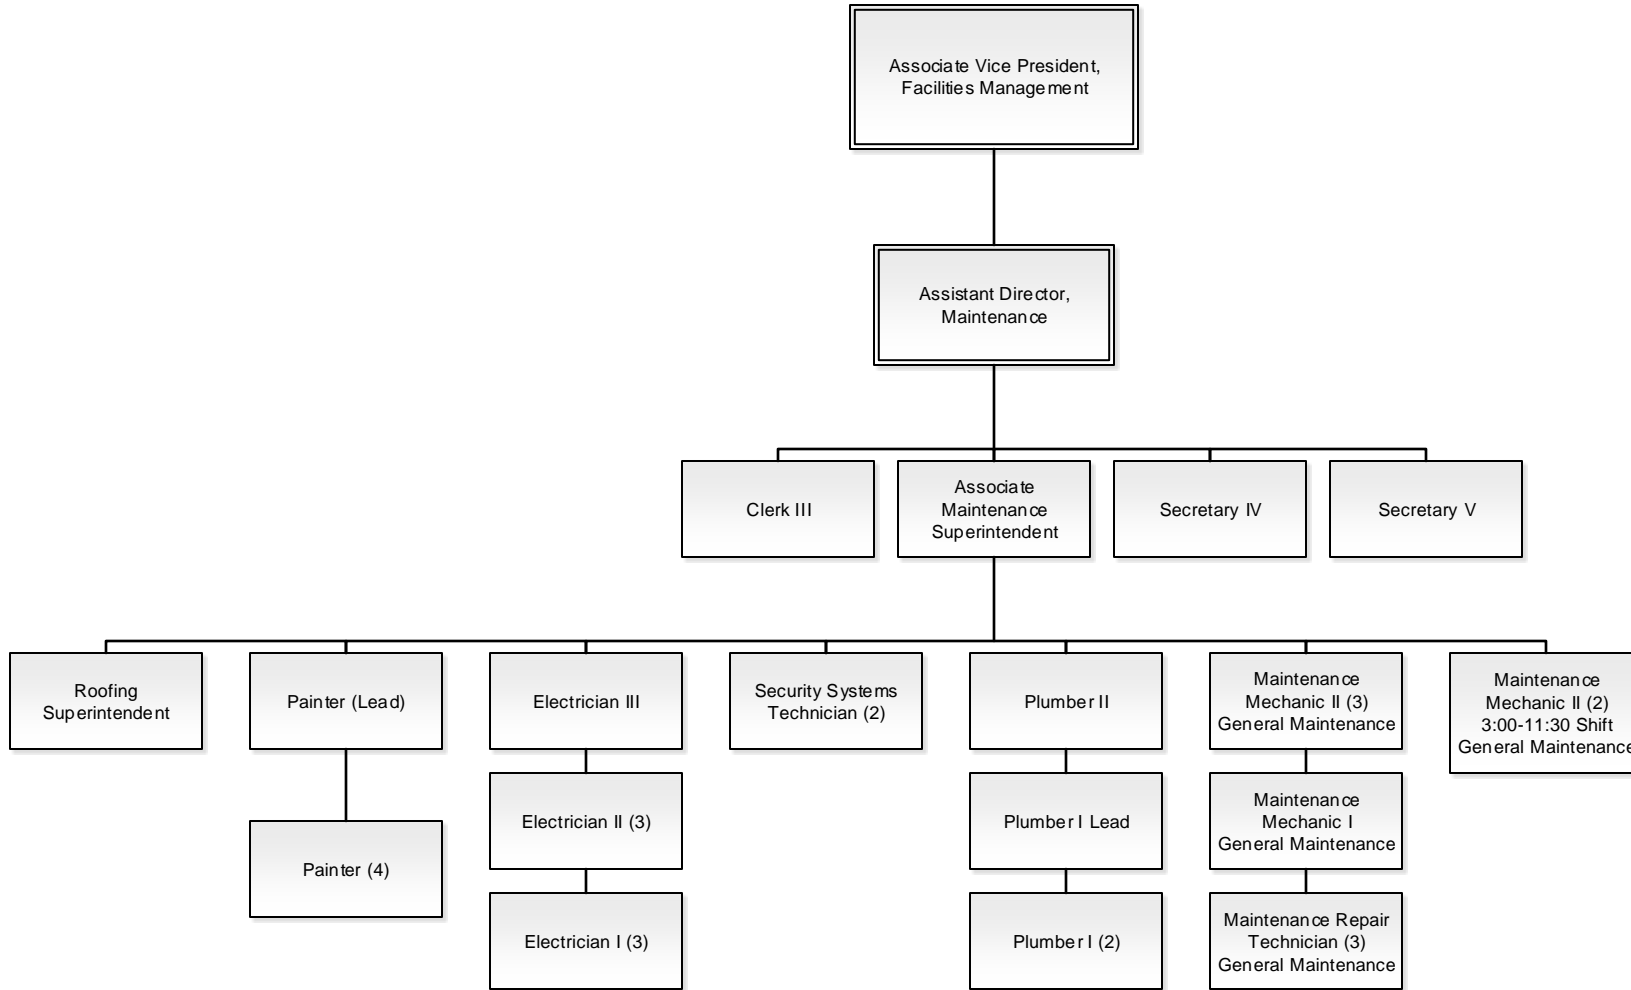 Associate Vice President,
Facilities Management
Assistant Director,
Maintenance
Clerk III
Associate
Maintenance
Superintendent
Secretary IV
Secretary V
Roofing
Superintendent
Painter (Lead)
Electrician III
Security Systems
Technician (2)
Plumber II
Maintenance
Mechanic II (3)
General Maintenance
Maintenance
Mechanic II (2)
3:00-11:30 Shift
General Maintenance
Painter (4)
Electrician II (3)
Plumber I Lead
Maintenance
Mechanic I
General Maintenance
Electrician I (3)
Plumber I (2)
Maintenance Repair
Technician (3)
General Maintenance